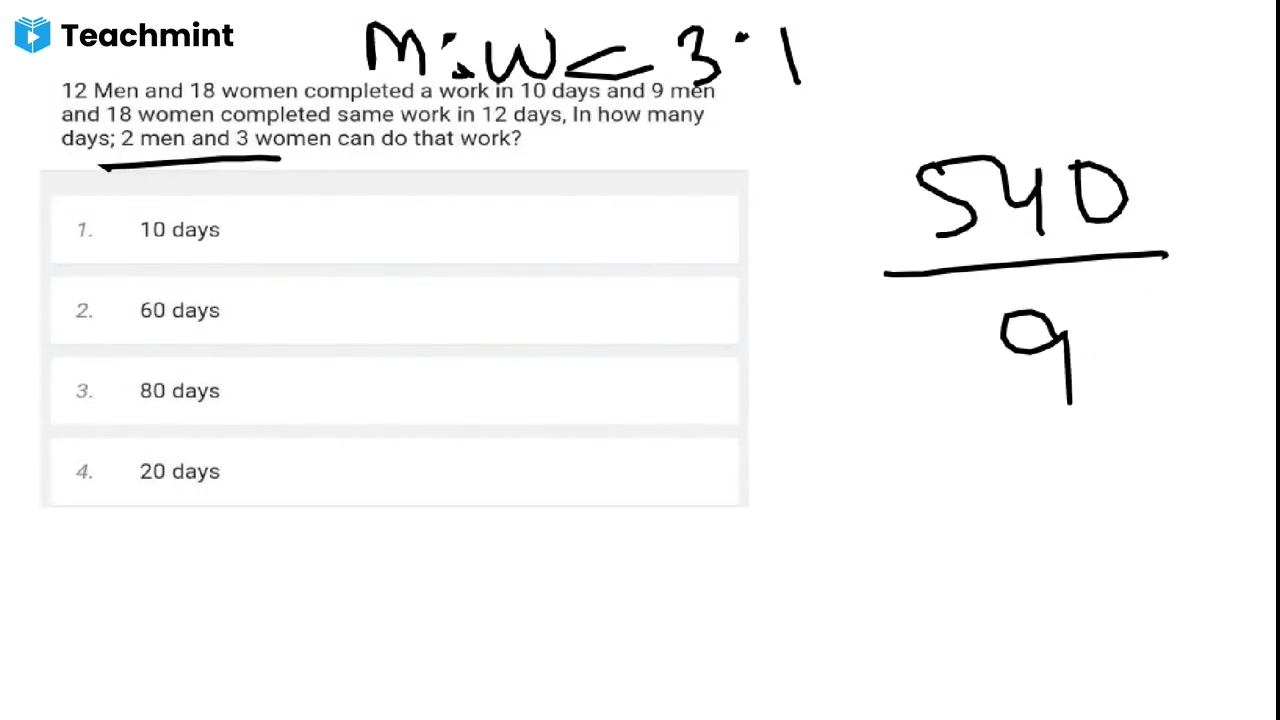 Teachmint
M:W = 3:1
12 Men and 18 women completed a work in 10 days and 9 men
and 18 women completed same work in 12 days, In how many
days; 2 men and 3 women can do that work?
1. 10 days
2. 60 days
3. 80 days
4. 20 days
540
9